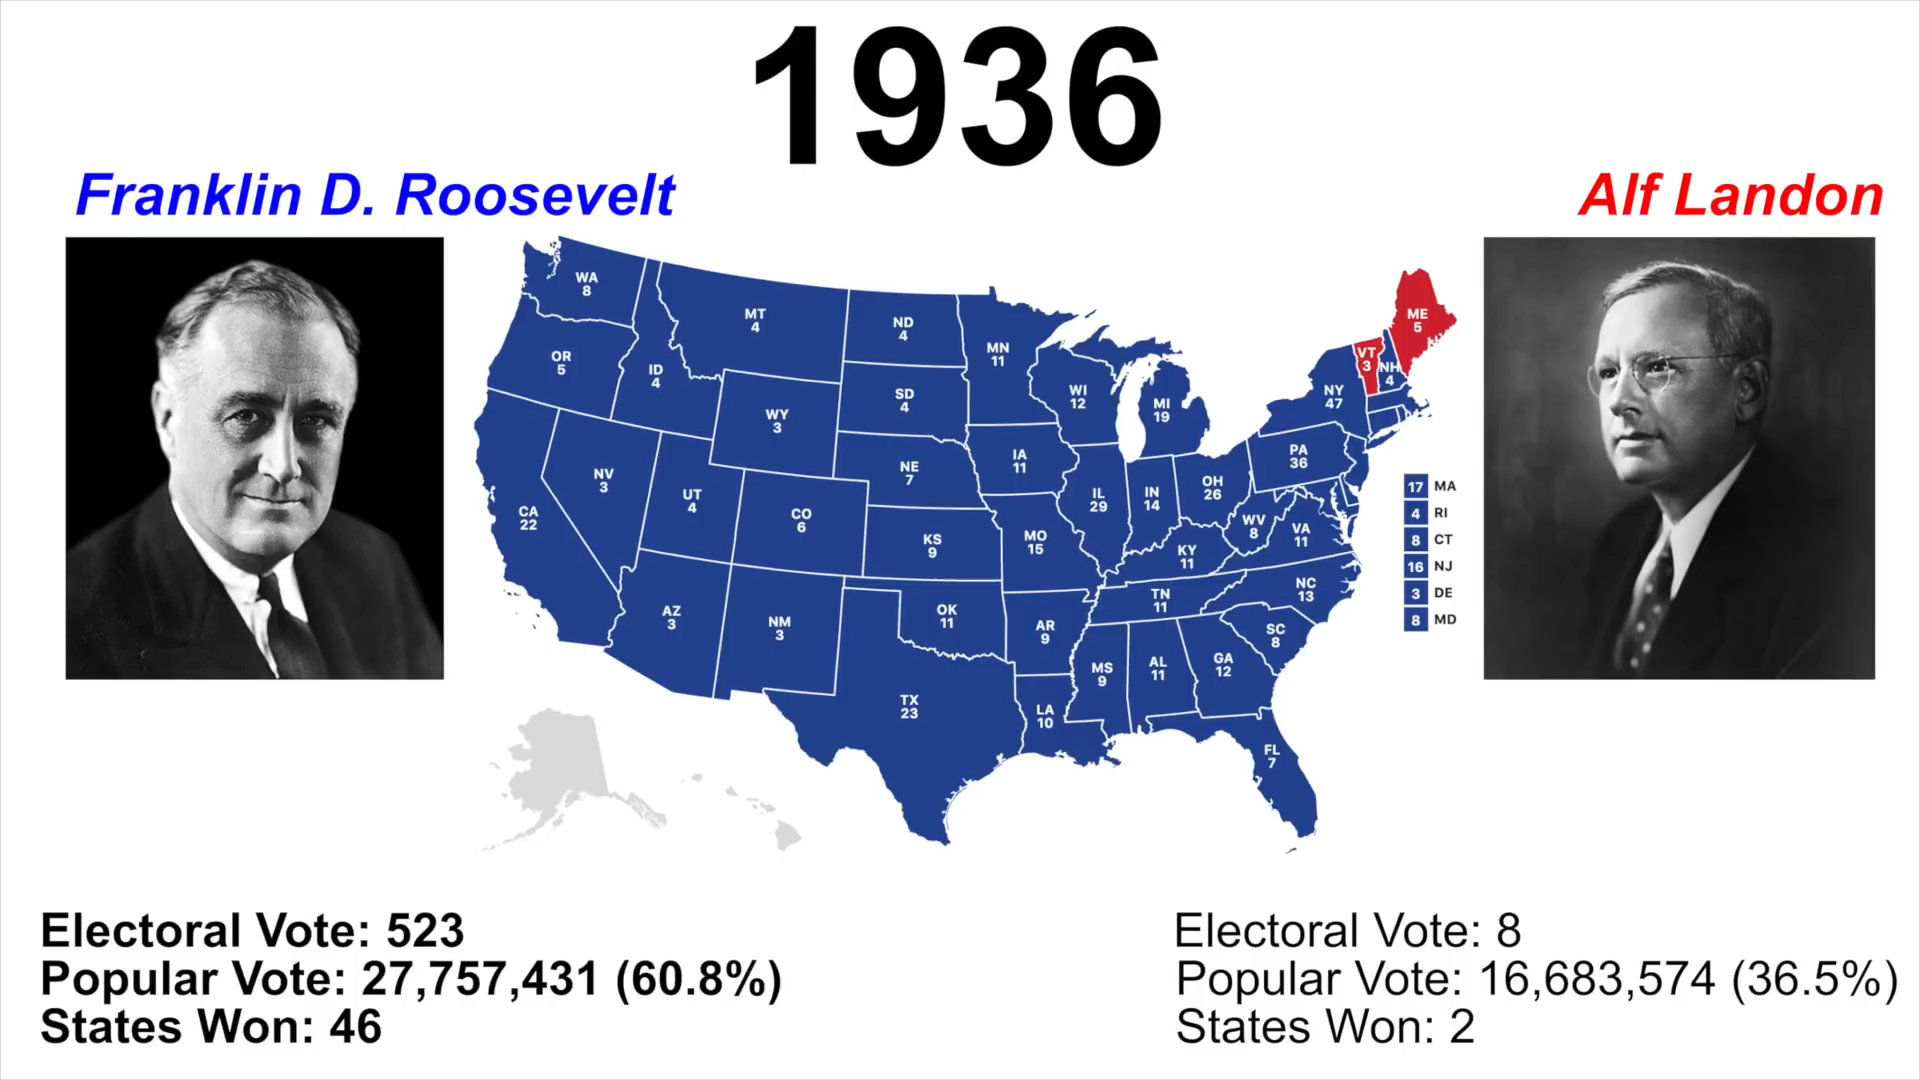 1936
Franklin D. Roosevelt
Alf Landon
WA
8
OR
5
ID
4
MT
4
ND
4
MN
11
SD
4
WY
3
WI
12
MI
19
NY
47
VT
3
NH
4
ME
5
CA
22
NV
3
UT
4
CO
6
NE
7
IA
11
IL
29
IN
14
OH
26
PA
36
WV
8
VA
11
KS
9
MO
15
KY
11
NC
13
TN
11
AZ
3
NM
3
OK
11
AR
9
SC
8
MS
9
AL
11
GA
12
TX
23
LA
10
FL
7
17 MA
4 RI
8 CT
16 NJ
3 DE
8 MD
Electoral Vote: 523
Popular Vote: 27,757,431 (60.8%)
States Won: 46
Electoral Vote: 8
Popular Vote: 16,683,574 (36.5%)
States Won: 2